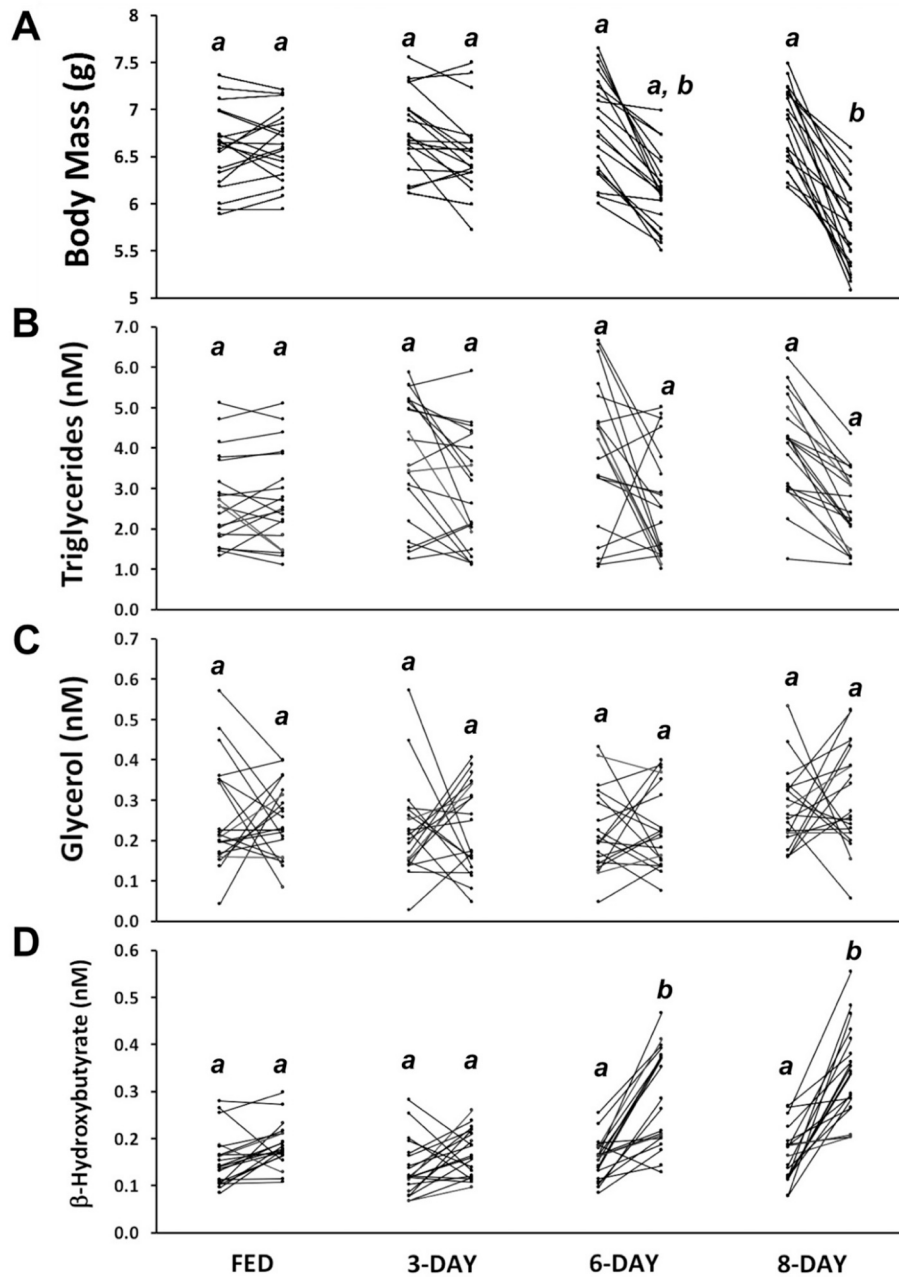 A
Body Mass (g)
8
7.5
7
6.5
6
5.5
5
a a a a a a, b a b
B
Triglycerides (nM)
7.0
6.0
5.0
4.0
3.0
2.0
1.0
0.0
a a a a a a a a
C
Glycerol (nM)
0.7
0.6
0.5
0.4
0.3
0.2
0.1
0.0
a a a a a a a a
D
β-Hydroxybutyrate (nM)
0.6
0.5
0.4
0.3
0.2
0.1
0.0
a a a a a b a b
FED 3-DAY 6-DAY 8-DAY